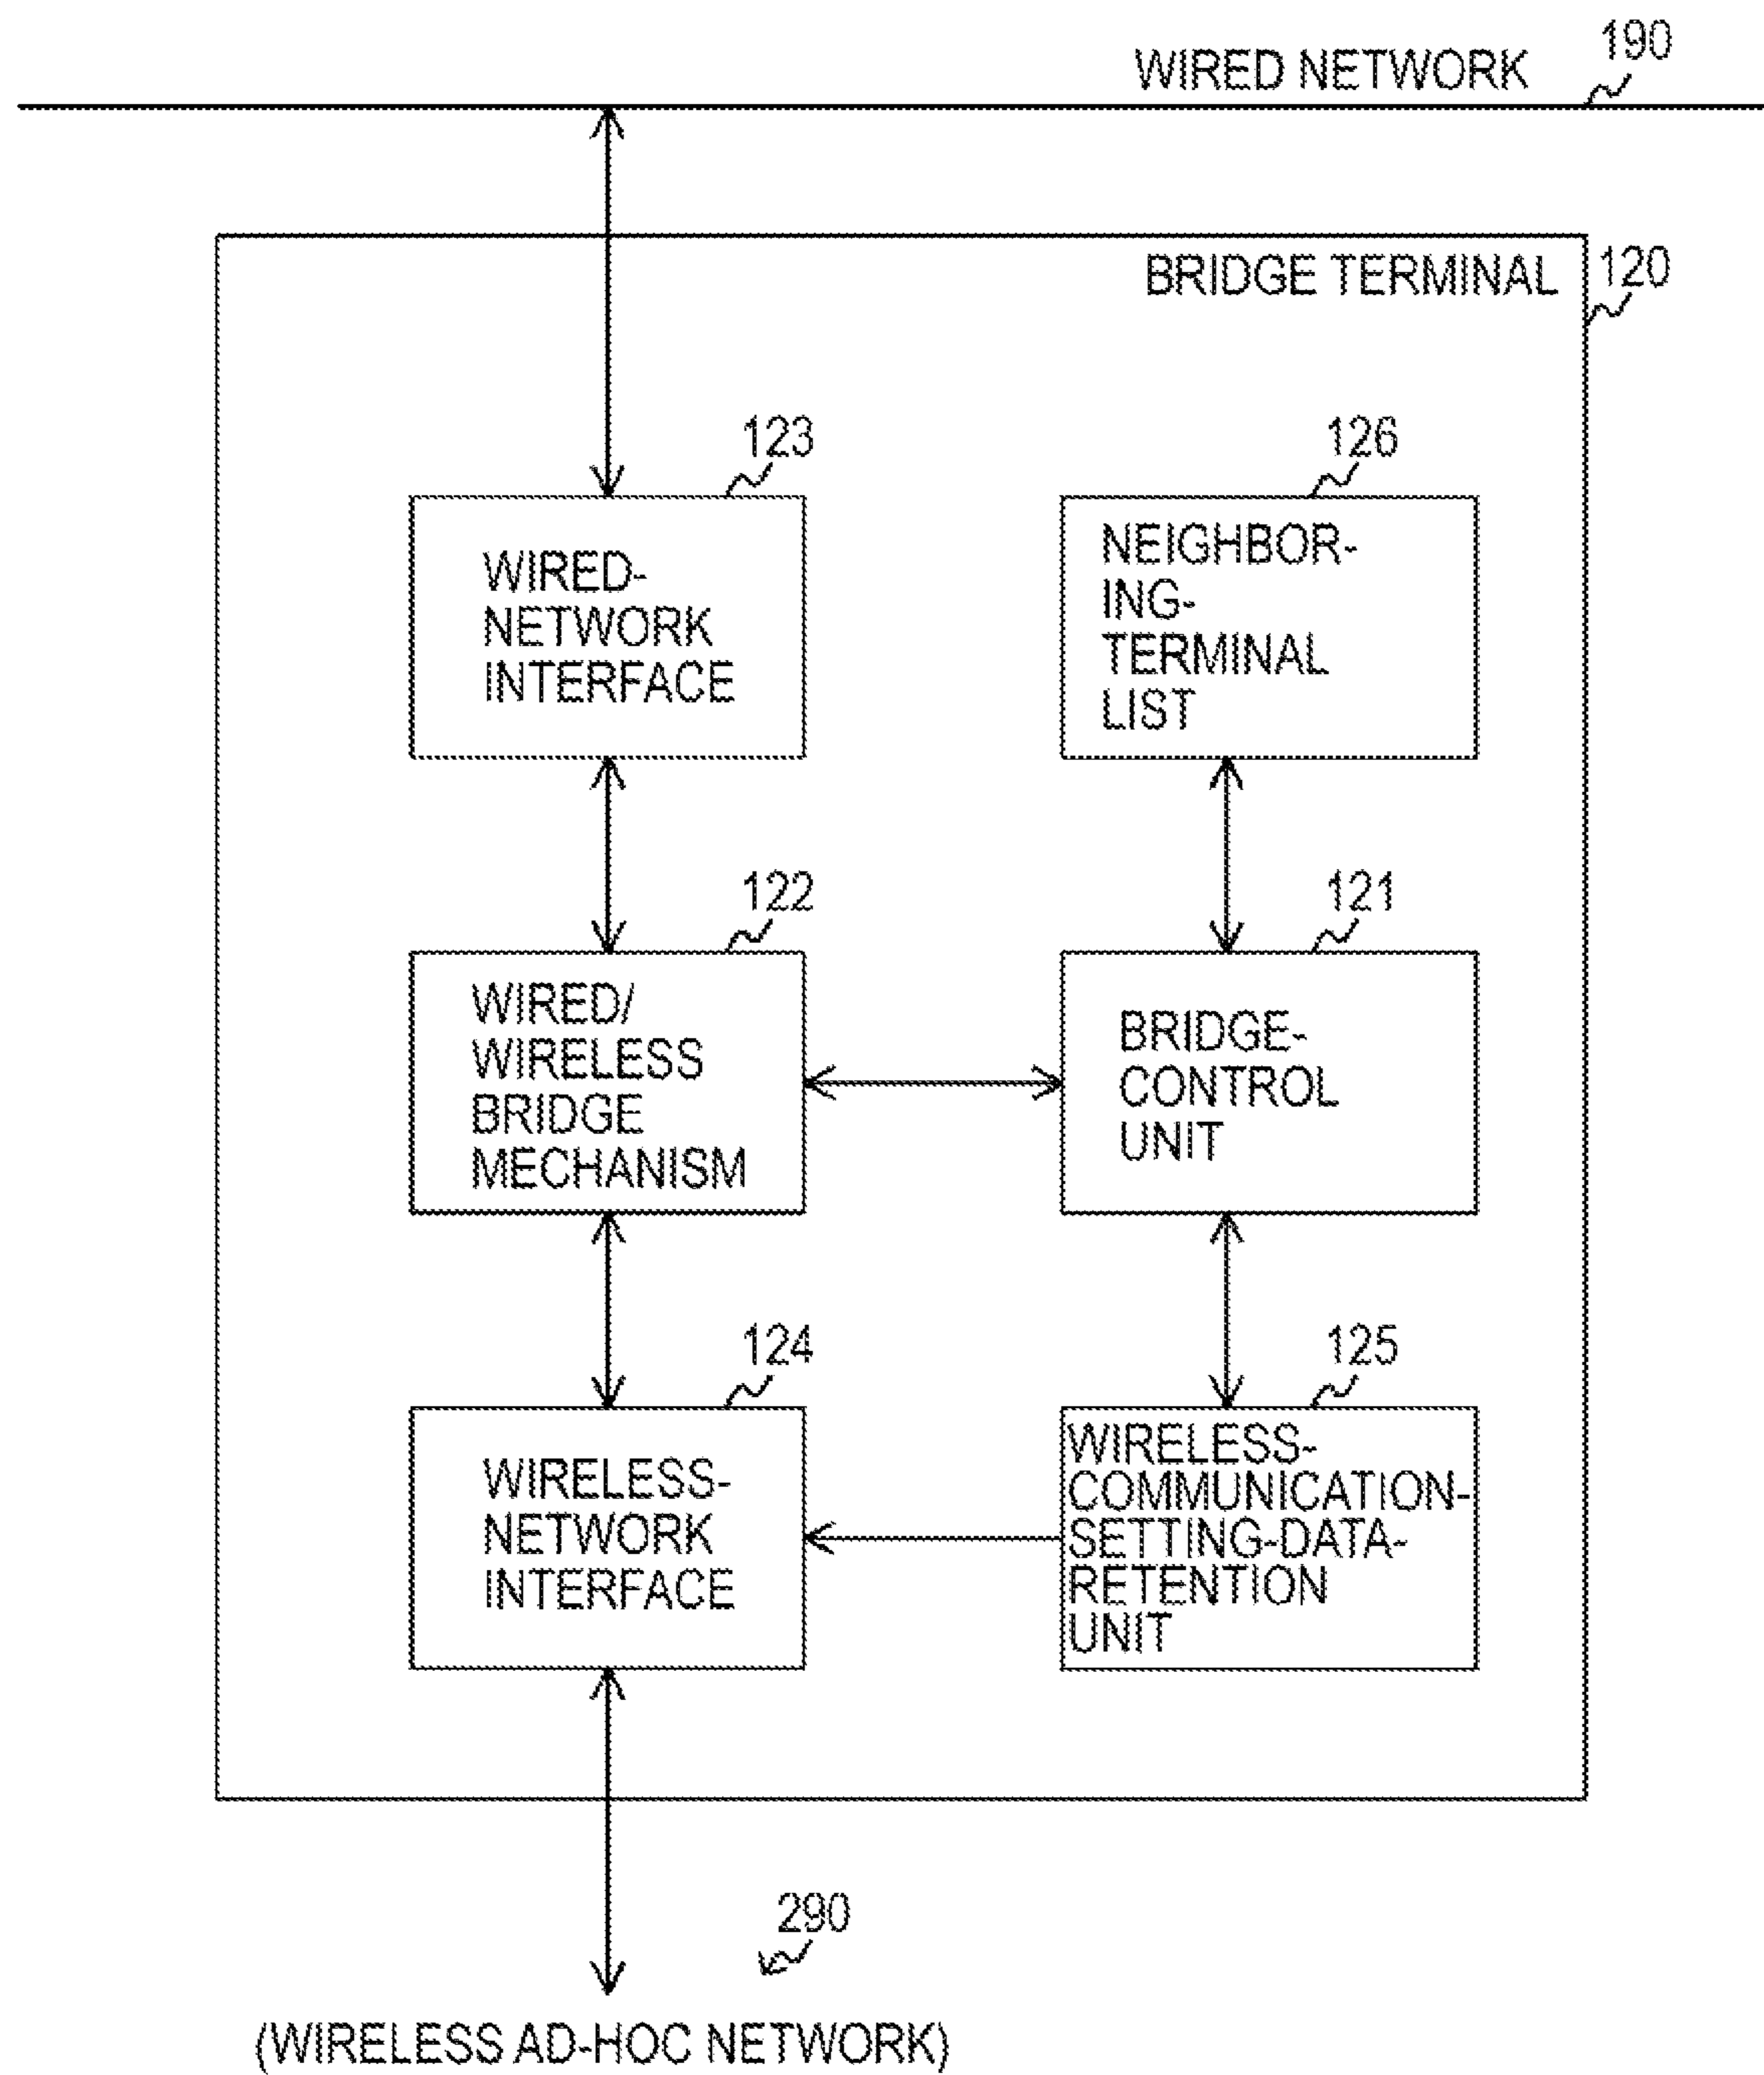 190
WIRED NETWORK
BRIDGE TERMINAL
120
123
WIRED-
NETWORK
INTERFACE
126
NEIGHBOR-
ING-
TERMINAL
LIST
122
WIRED/
WIRELESS
BRIDGE
MECHANISM
121
BRIDGE-
CONTROL
UNIT
124
WIRELESS-
NETWORK
INTERFACE
125
WIRELESS-
COMMUNICATION-
SETTING-DATA-
RETENTION
UNIT
290
(WIRELESS AD-HOC NETWORK)